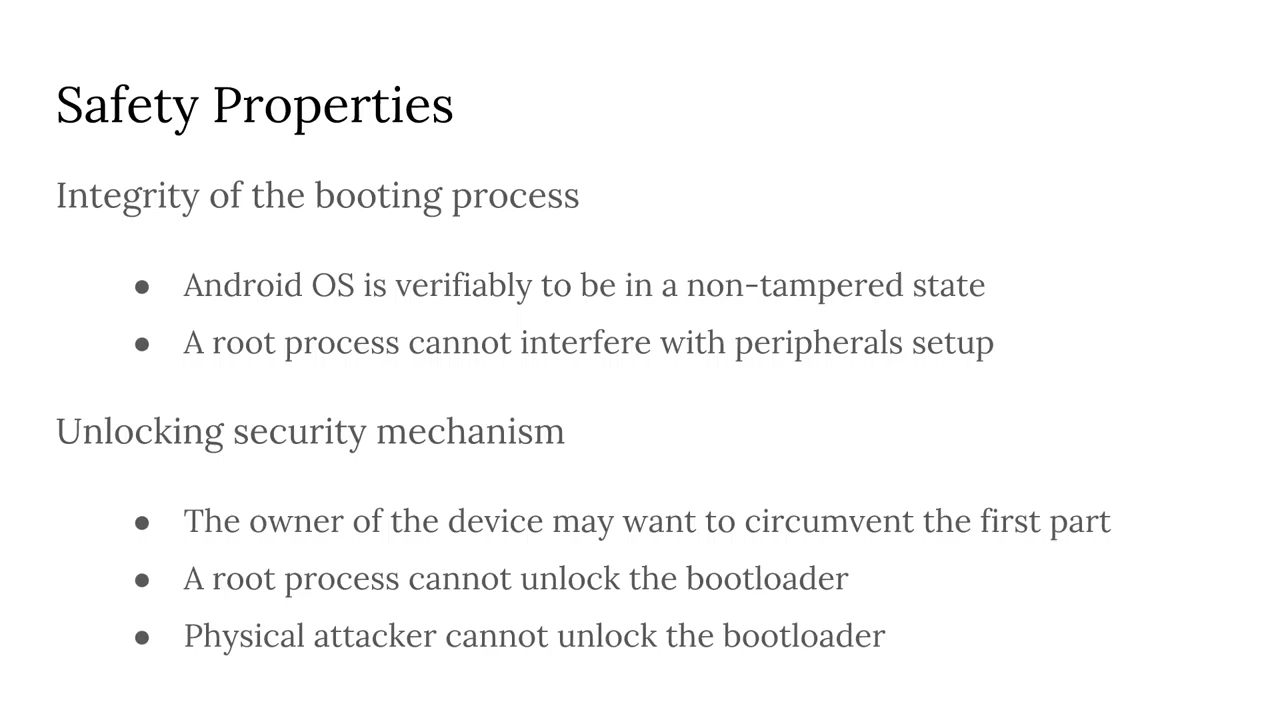 Safety Properties
Integrity of the booting process
● Android OS is verifiably to be in a non-tampered state
● A root process cannot interfere with peripherals setup
Unlocking security mechanism
● The owner of the device may want to circumvent the first part
● A root process cannot unlock the bootloader
● Physical attacker cannot unlock the bootloader